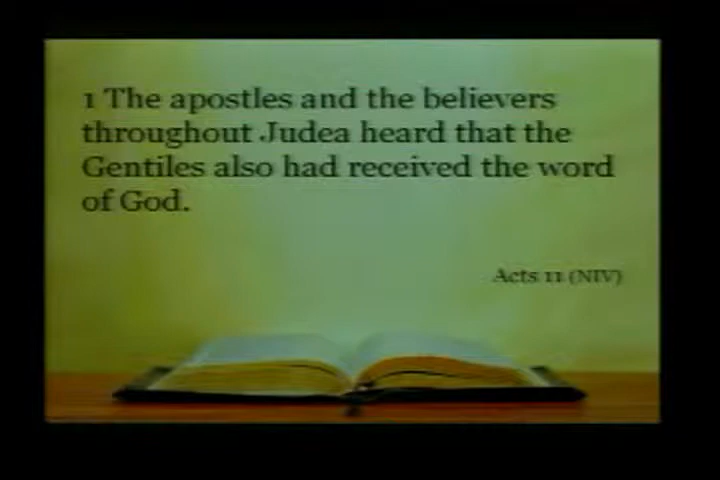 1 The apostles and the believers
throughout Judea heard that the
Gentiles also had received the word
of God.
Acts 11 (NIV)